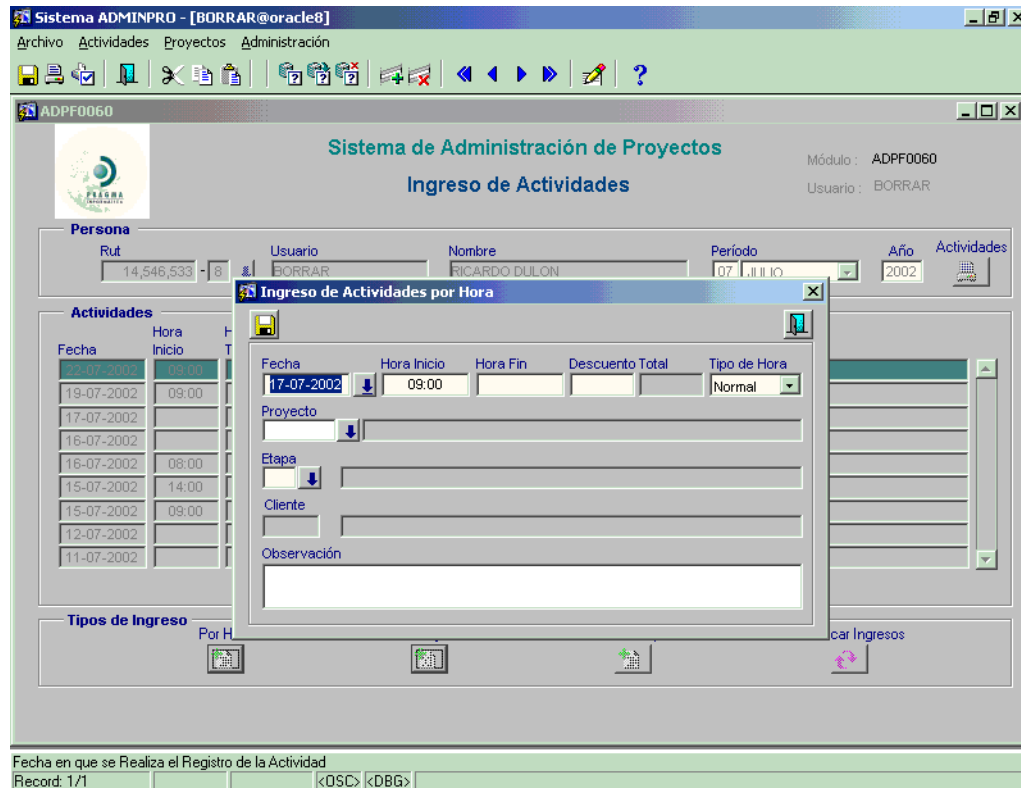 Sistema ADMINPRO - [BORRAR@oracle8]
Archivo Actividades Proyectos Administración
ADPF0060
Sistema de Administración de Proyectos
Ingreso de Actividades
Módulo : ADPF0060
Usuario : BORRAR
PRAGMA
Informática
Persona
Rut Usuario Nombre Período Año Actividades
14,546,533 - 8 BORRAR RICARDO DULON 07 JULIO 2002
Actividades
Hora
Fecha Inicio
22-07-2002 09:00
19-07-2002 09:00
17-07-2002
16-07-2002
16-07-2002 08:00
15-07-2002 14:00
15-07-2002 09:00
12-07-2002
11-07-2002
Ingreso de Actividades por Hora
Fecha Hora Inicio Hora Fin Descuento Total Tipo de Hora
17-07-2002 09:00 Normal
Proyecto
Etapa
Cliente
Observación
Tipos de Ingreso
Por H car Ingresos
Fecha en que se Realiza el Registro de la Actividad
Record: 1/1 <OSC> <DBG>